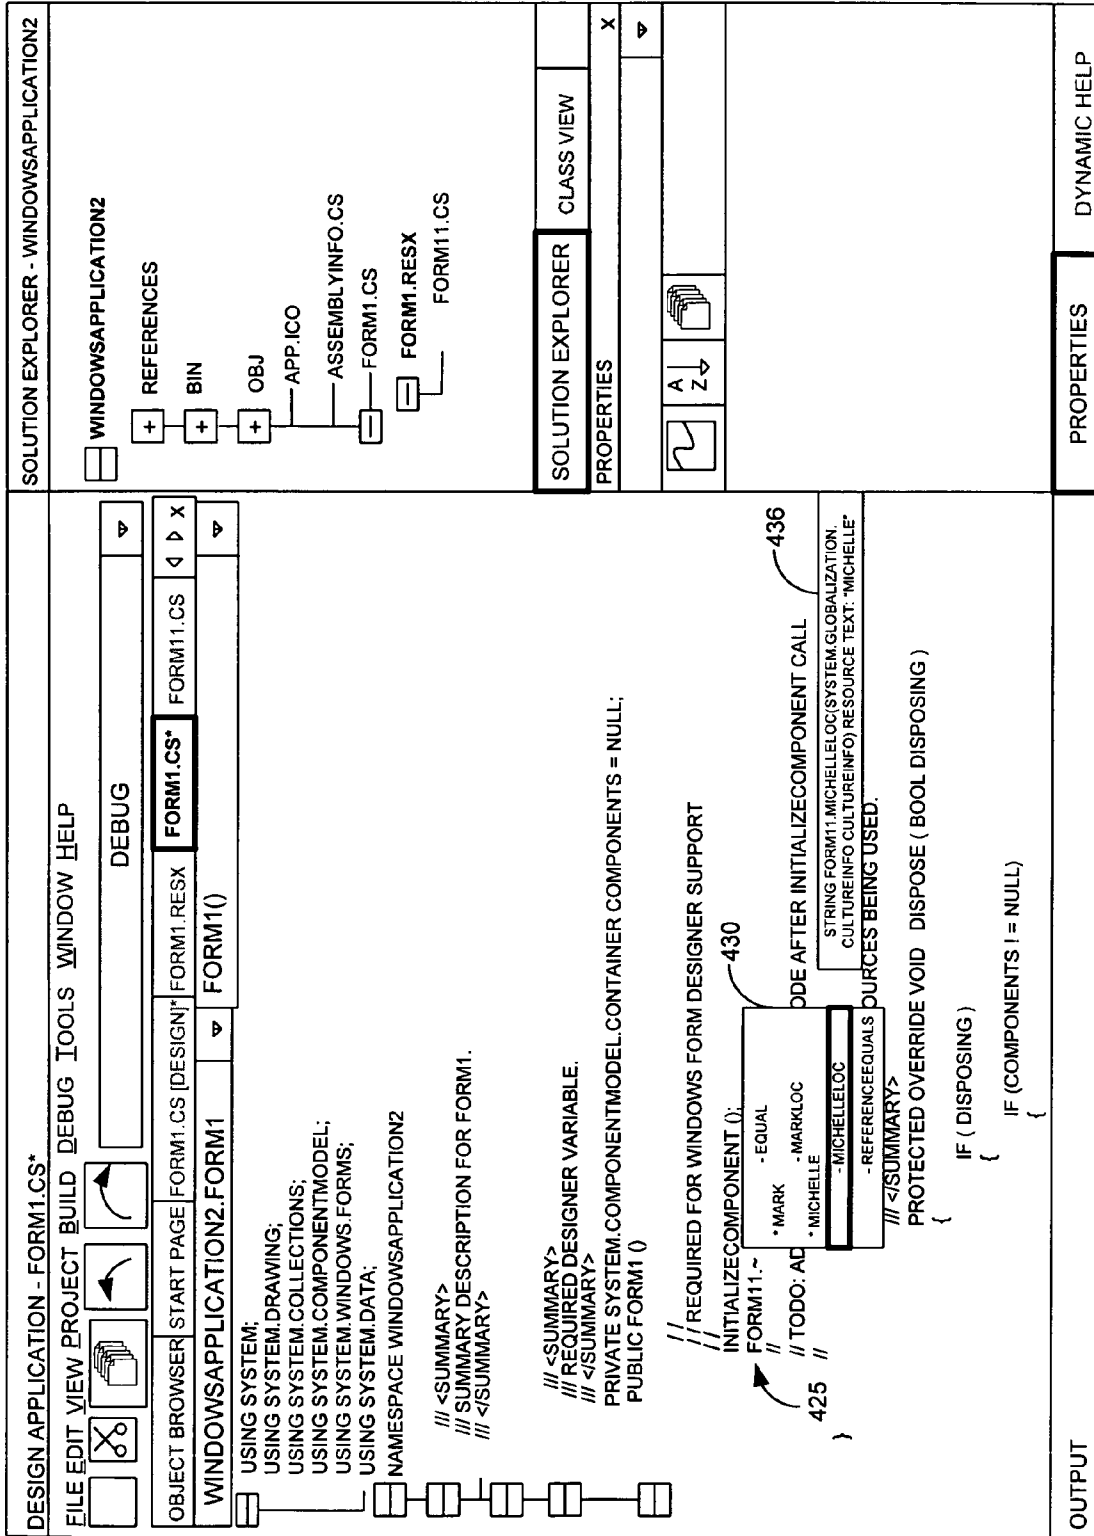 DESIGN APPLICATION - FORM1.CS*
FILE EDIT VIEW PROJECT BUILD DEBUG TOOLS WINDOW HELP
DEBUG
OBJECT BROWSER START PAGE FORM1.CS [DESIGN]* FORM1.RESX FORM1.CS* FORM11.CS X
WINDOWSAPPLICATION2.FORM1 FORM1()
USING SYSTEM;
USING SYSTEM.DRAWING;
USING SYSTEM.COLLECTIONS;
USING SYSTEM.COMPONENTMODEL;
USING SYSTEM.WINDOWS.FORMS;
USING SYSTEM.DATA;
NAMESPACE WINDOWSAPPLICATION2
/// <SUMMARY>
/// SUMMARY DESCRIPTION FOR FORM1.
/// </SUMMARY>
/// <SUMMARY>
/// REQUIRED DESIGNER VARIABLE.
/// </SUMMARY>
PRIVATE SYSTEM.COMPONENTMODEL.CONTAINER COMPONENTS = NULL;
PUBLIC FORM1 ()
//
// REQUIRED FOR WINDOWS FORM DESIGNER SUPPORT
//
INITIALIZECOMPONENT ();
FORM11.~
//
// TODO: AD
ODE AFTER INITIALIZECOMPONENT CALL
//
425
}
430
- EQUAL
* MARK
- MARKLOC
* MICHELLE
- MICHELLELOC
- REFERENCEEQUALS
436
STRING FORM11.MICHELLELOC(SYSTEM.GLOBALIZATION.
CULTUREINFO CULTUREINFO) RESOURCE TEXT: "MICHELLE"
OURCES BEING USED.
/// </SUMMARY>
PROTECTED OVERRIDE VOID DISPOSE ( BOOL DISPOSING )
{
IF ( DISPOSING )
{
IF (COMPONENTS ! = NULL)
{
OUTPUT
SOLUTION EXPLORER - WINDOWSAPPLICATION2
WINDOWSAPPLICATION2
+ REFERENCES
+ BIN
+ OBJ
APP.ICO
ASSEMBLYINFO.CS
- FORM1.CS
- FORM1.RESX
FORM11.CS
SOLUTION EXPLORER CLASS VIEW
PROPERTIES X
A
Z
PROPERTIES DYNAMIC HELP